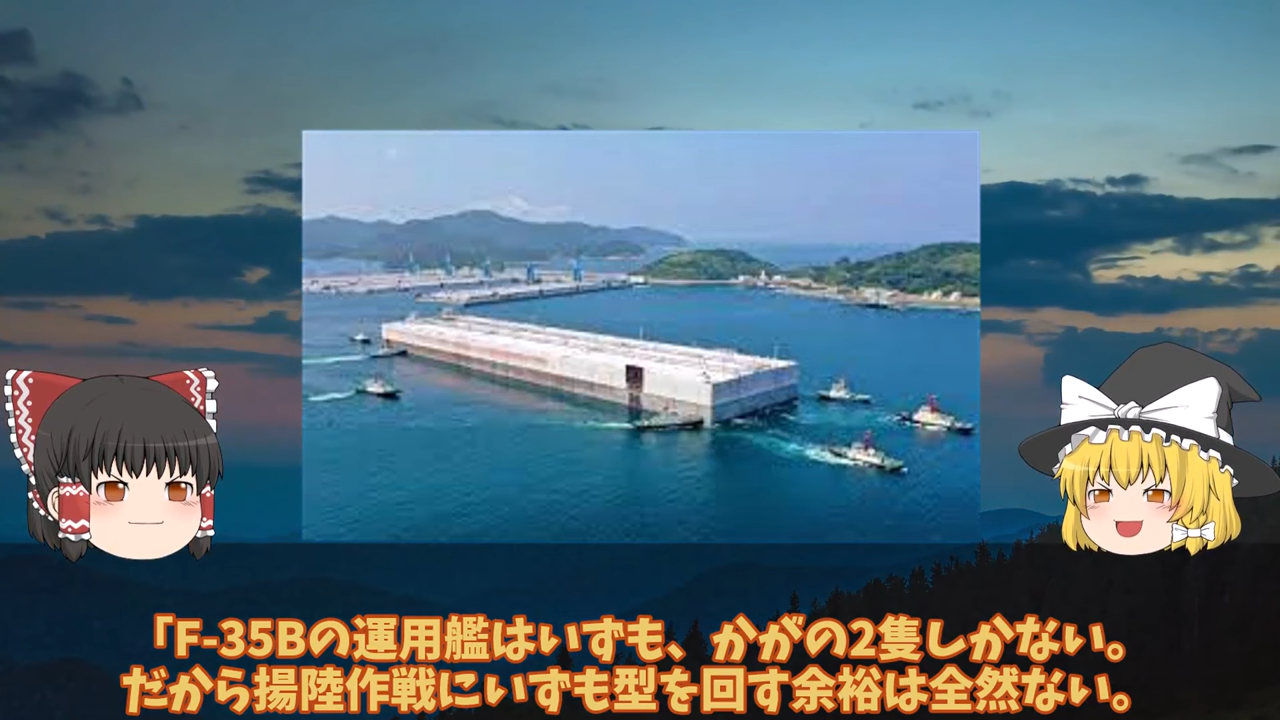 「F-35Bの運用艦はいずも、かがの2隻しかない。
だから揚陸作戦にいずも型を回す余裕は全然ない。